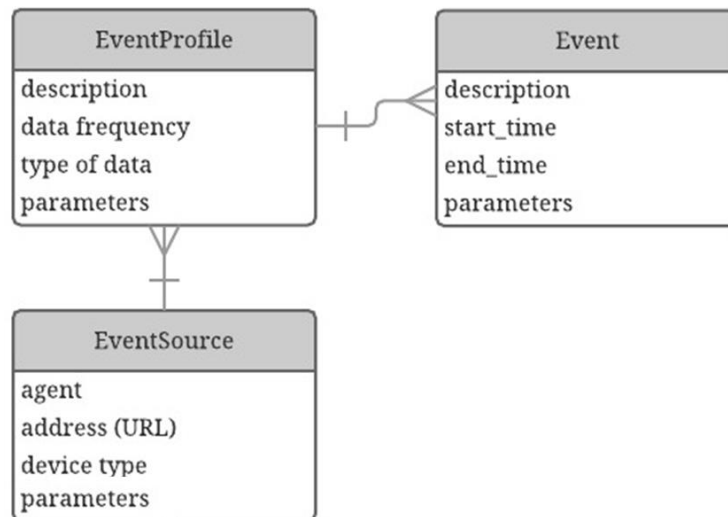 EventProfile
description
data frequency
type of data
parameters
Event
description
start_time
end_time
parameters
EventSource
agent
address (URL)
device type
parameters